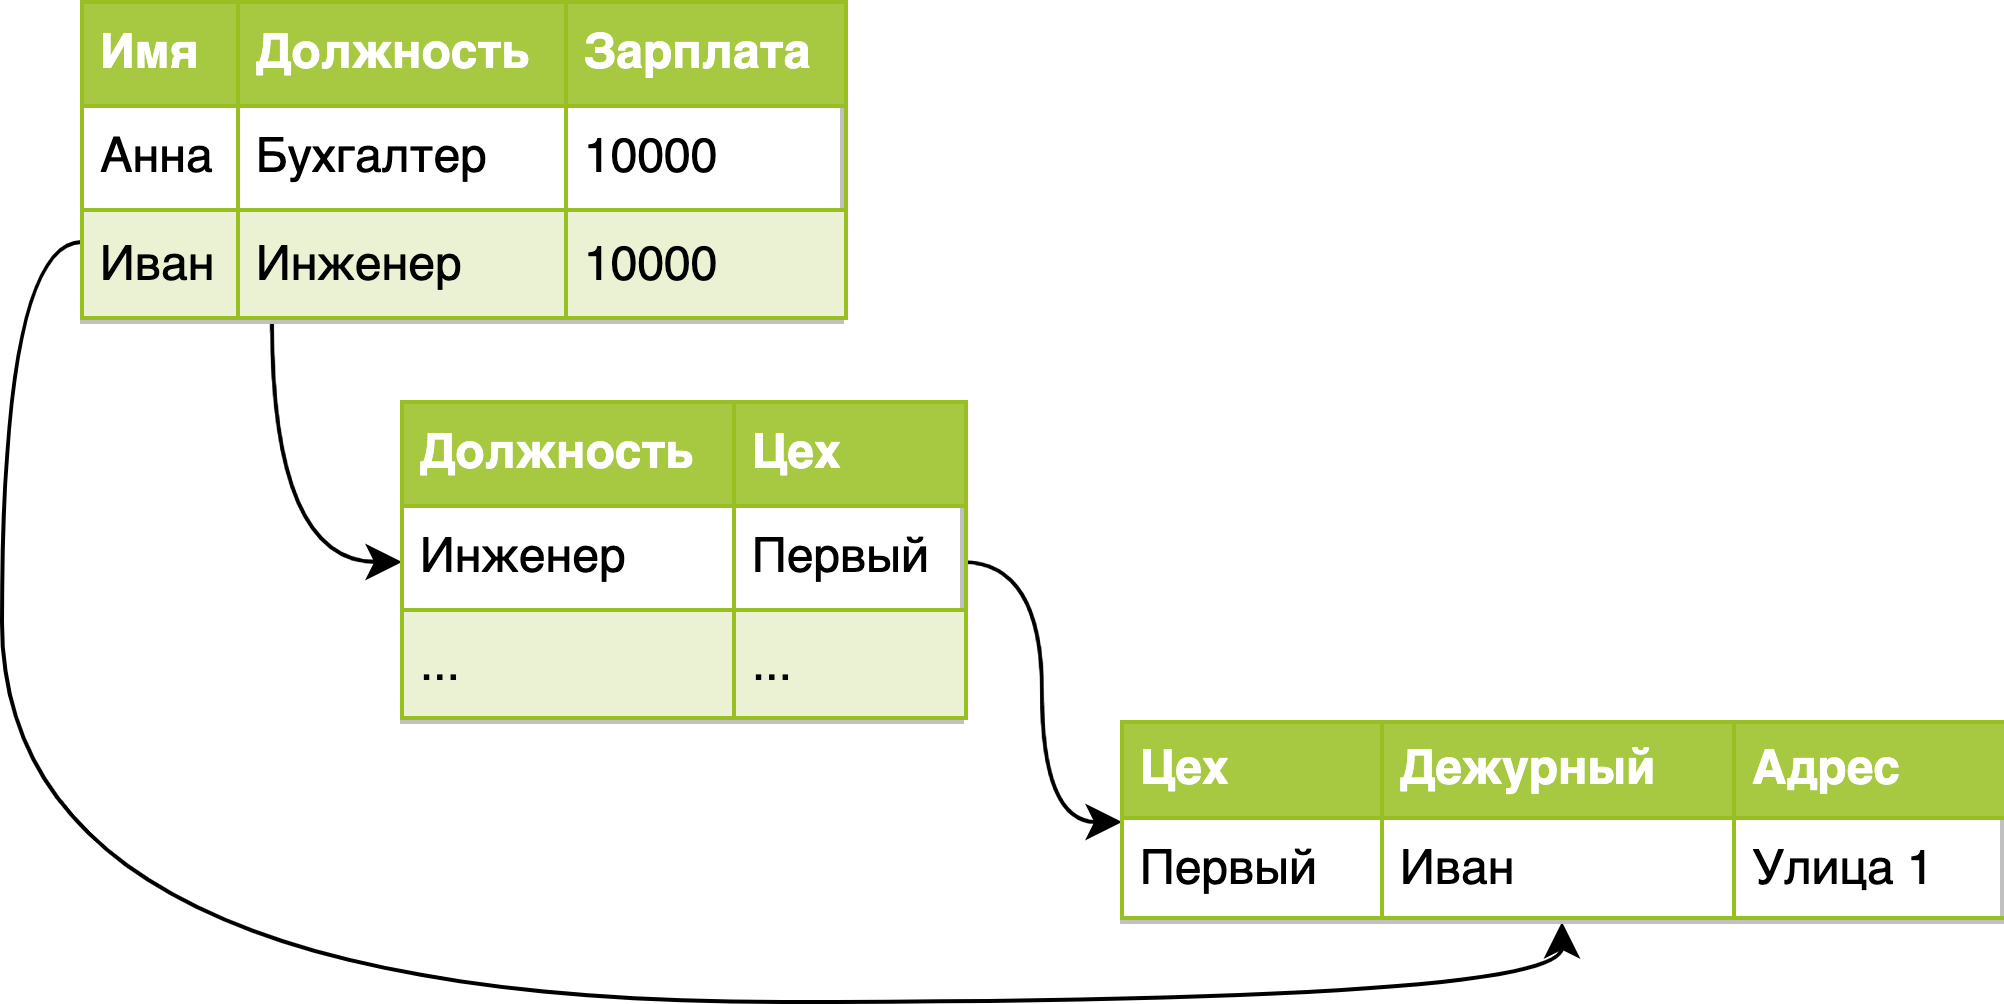 Имя Должность Зарплата
Анна Бухгалтер 10000
Иван Инженер 10000
Должность Цех
Инженер Первый
... ...
Цех Дежурный Адрес
Первый Иван Улица 1